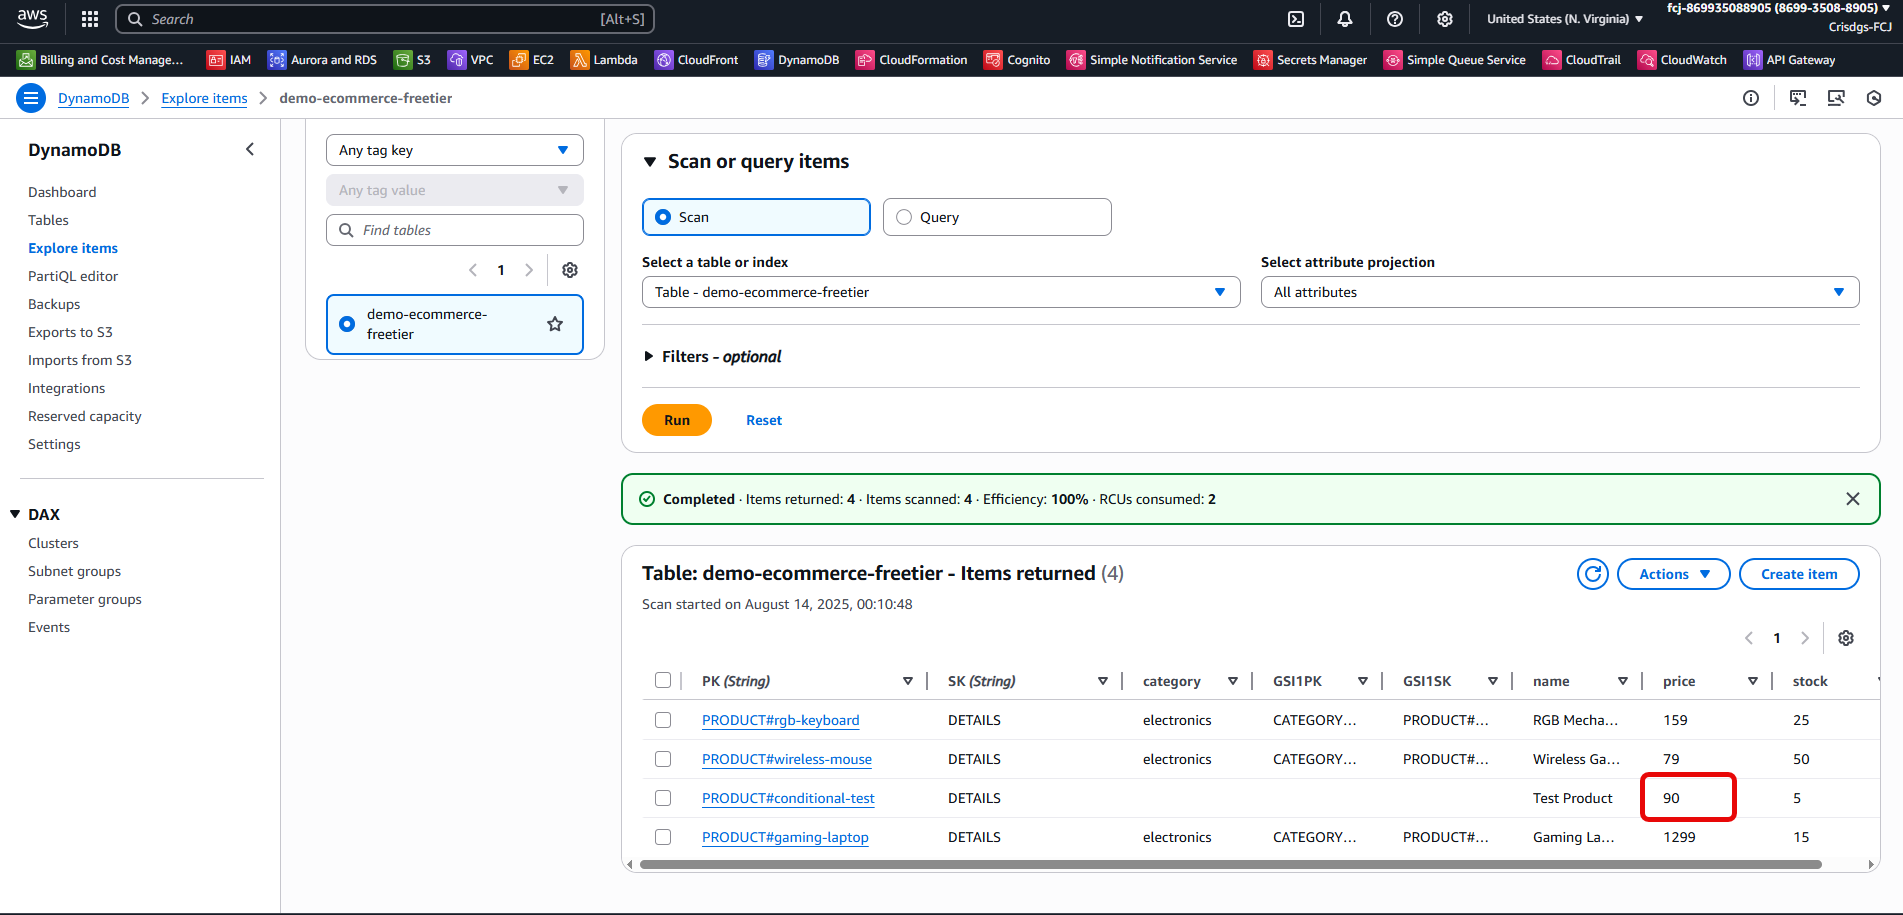 aws
Search
[Alt+S]
United States (N. Virginia)
fcj-869935088905 (8699-3508-8905)
Crisdgs-FCJ
Billing and Cost Manage...
IAM
Aurora and RDS
S3
VPC
EC2
Lambda
CloudFront
DynamoDB
CloudFormation
Cognito
Simple Notification Service
Secrets Manager
Simple Queue Service
CloudTrail
CloudWatch
API Gateway
DynamoDB
Explore items
demo-ecommerce-freetier
DynamoDB
Dashboard
Tables
Explore items
PartiQL editor
Backups
Exports to S3
Imports from S3
Integrations
Reserved capacity
Settings
DAX
Clusters
Subnet groups
Parameter groups
Events
Any tag key
Any tag value
Find tables
1
demo-ecommerce-
freetier
Scan or query items
Scan
Query
Select a table or index
Table - demo-ecommerce-freetier
Select attribute projection
All attributes
Filters - optional
Run
Reset
Completed · Items returned: 4 · Items scanned: 4 · Efficiency: 100% · RCUs consumed: 2
Table: demo-ecommerce-freetier - Items returned (4)
Scan started on August 14, 2025, 00:10:48
Actions
Create item
1
PK (String) SK (String) category GSI1PK GSI1SK name price stock
PRODUCT#rgb-keyboard DETAILS electronics CATEGORY... PRODUCT#... RGB Mecha... 159 25
PRODUCT#wireless-mouse DETAILS electronics CATEGORY... PRODUCT#... Wireless Ga... 79 50
PRODUCT#conditional-test DETAILS Test Product 90 5
PRODUCT#gaming-laptop DETAILS electronics CATEGORY... PRODUCT#... Gaming La... 1299 15